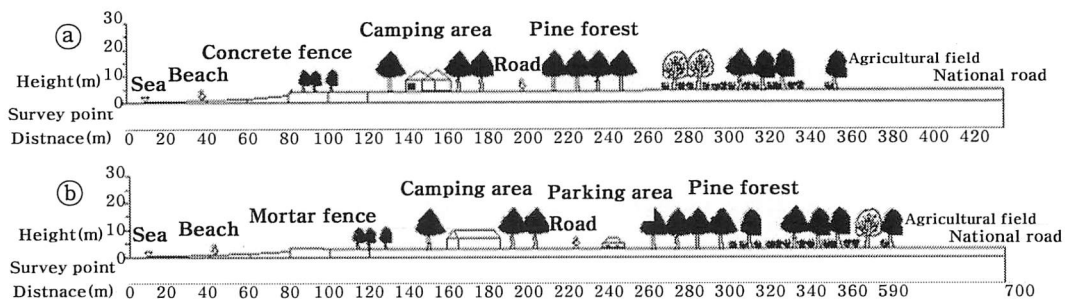 ⓐ
30
20
10
0
Height(m)
Sea
Beach
Concrete fence
Camping area
Road
Pine forest
Agricultural field
National road
Survey point
Distnace(m) 0 20 40 60 80 100 120 140 160 180 200 220 240 260 280 300 320 340 360 380 400 420
ⓑ
30
20
10
0
Height(m)
Sea
Beach
Mortar fence
Camping area
Parking area
Road
Pine forest
Agricultural field
National road
Survey point
Distnace(m) 0 20 40 60 80 100 120 140 160 180 200 220 240 260 280 300 320 340 360 590 700